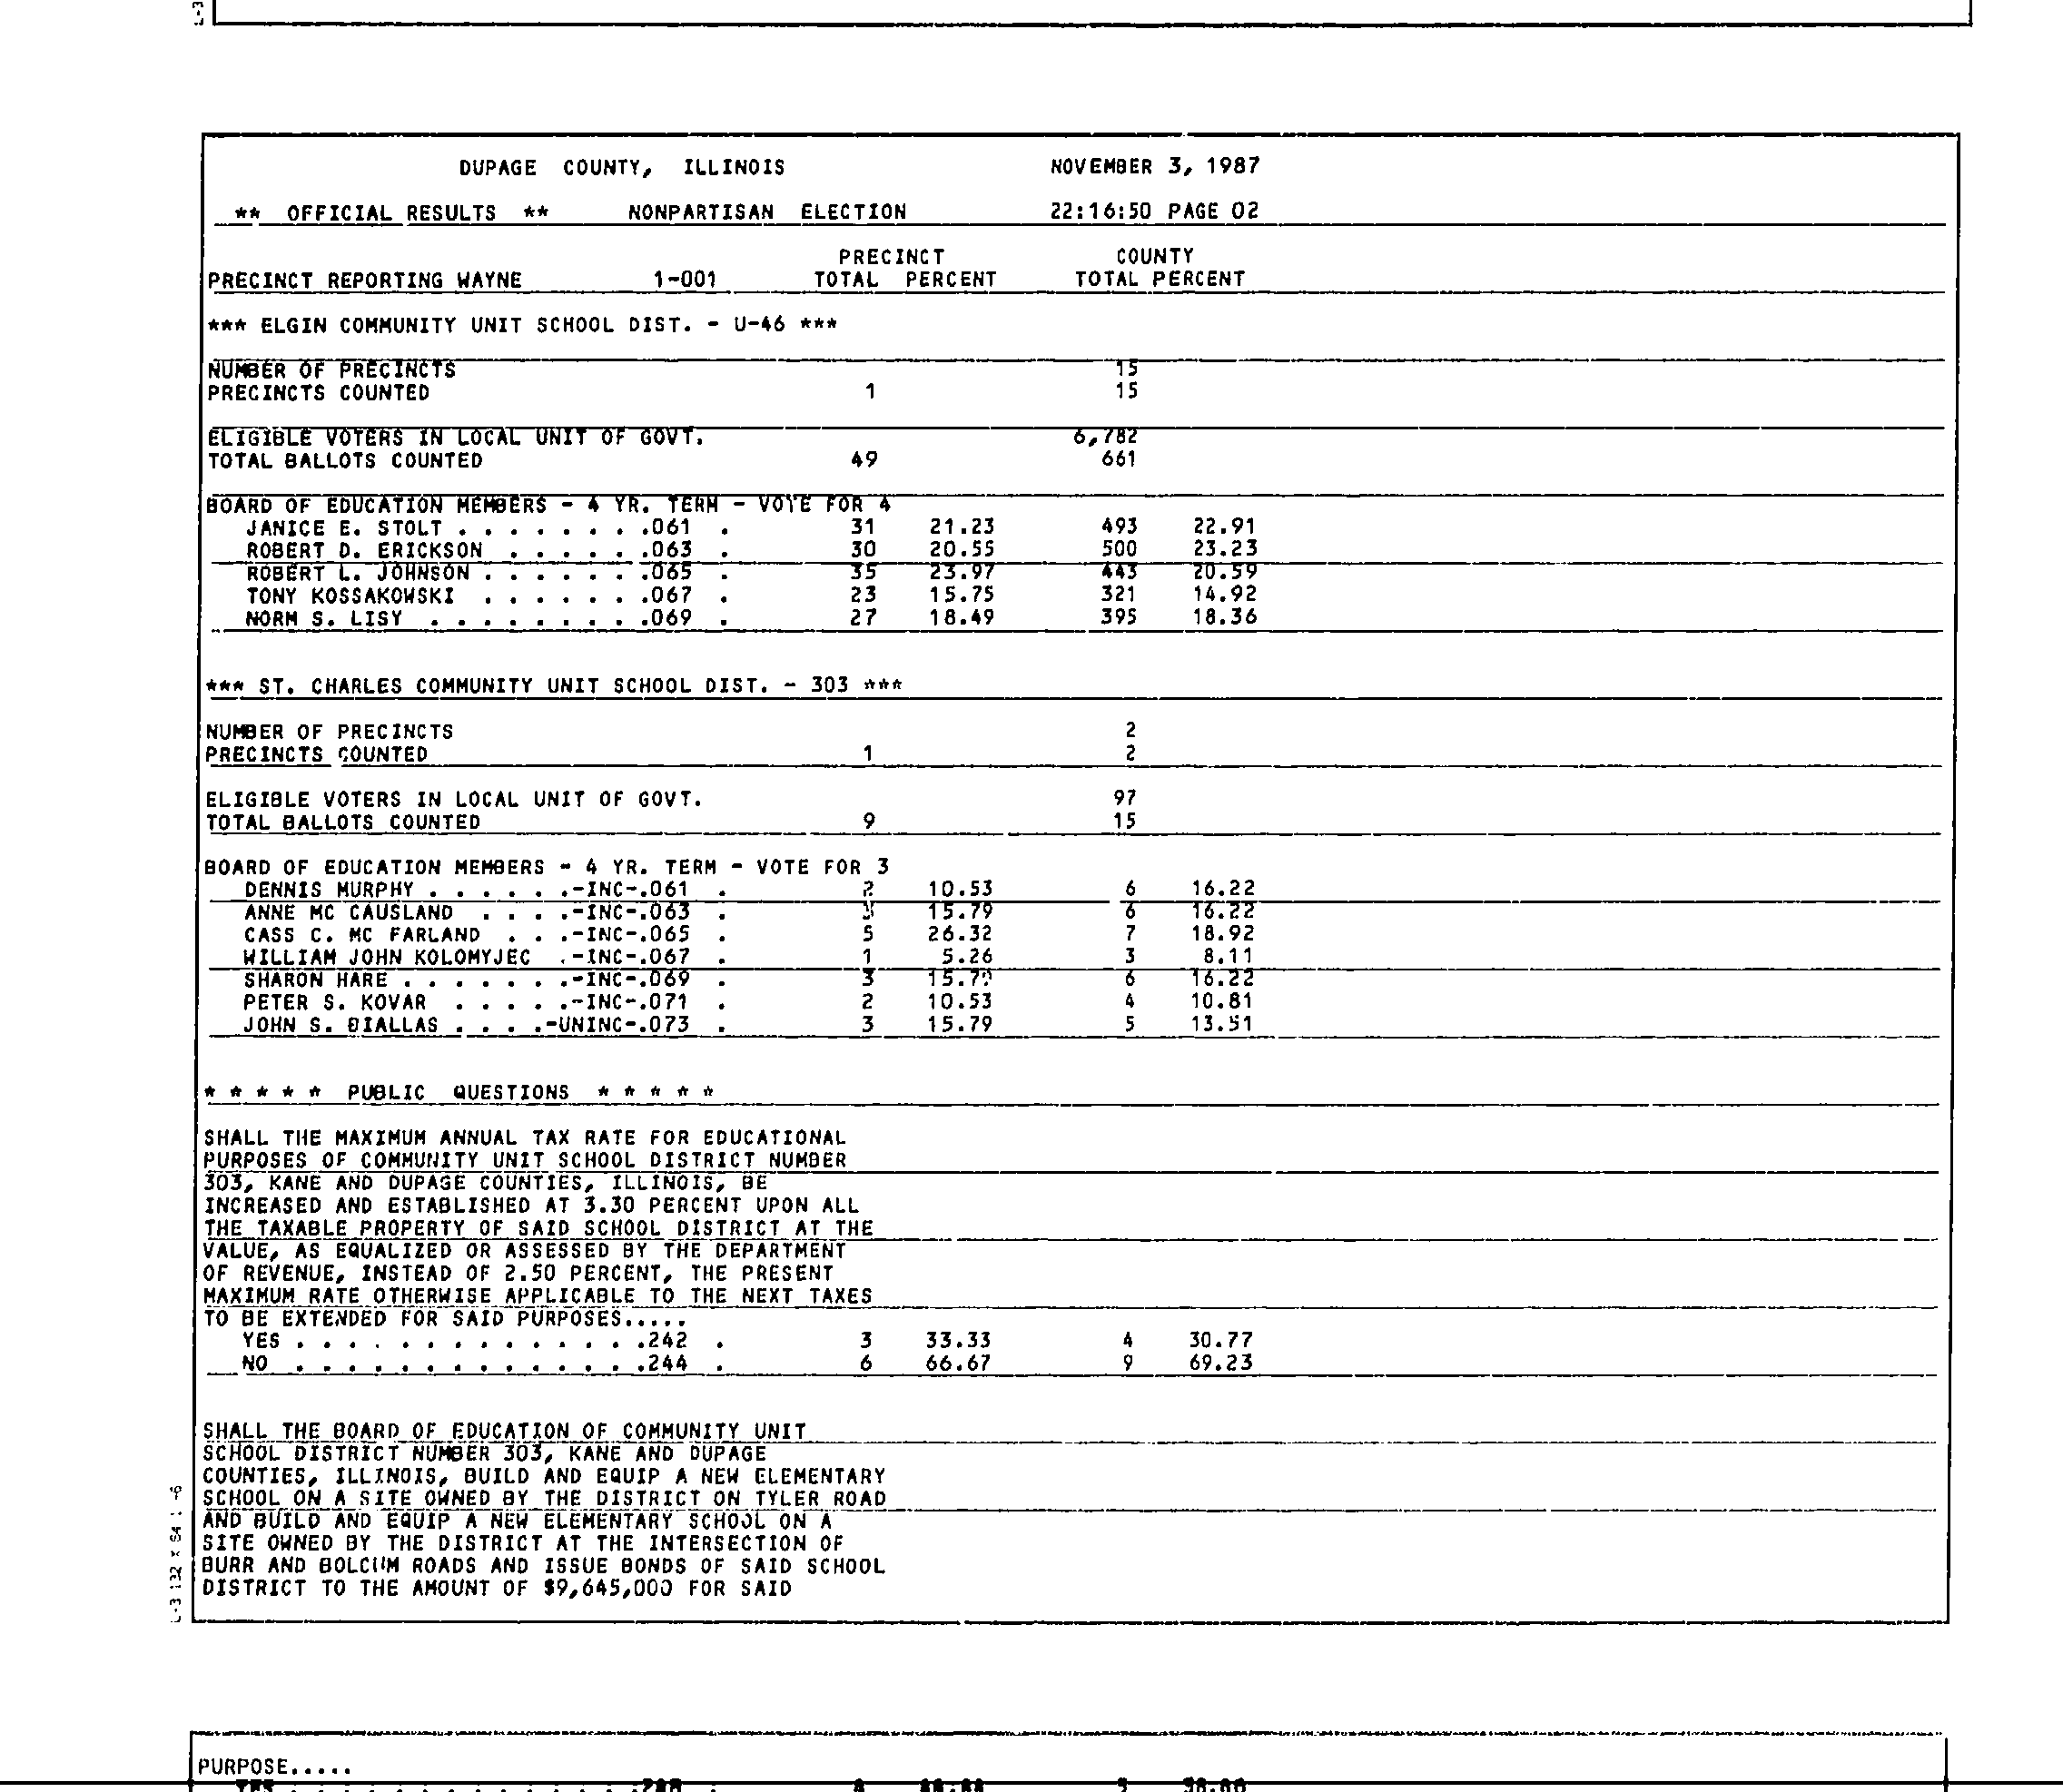 DUPAGE COUNTY, ILLINOIS NOVEMBER 3, 1987
** OFFICIAL RESULTS ** NONPARTISAN ELECTION 22:16:50 PAGE 02
PRECINCT COUNTY
PRECINCT REPORTING WAYNE 1-001 TOTAL PERCENT TOTAL PERCENT
*** ELGIN COMMUNITY UNIT SCHOOL DIST. - U-46 ***
NUMBER OF PRECINCTS 15
PRECINCTS COUNTED 1 15
ELIGIBLE VOTERS IN LOCAL UNIT OF GOVT. 6,782
TOTAL BALLOTS COUNTED 49 661
BOARD OF EDUCATION MEMBERS - 4 YR. TERM - VOTE FOR 4
JANICE E. STOLT . . . . . . . .061 . 31 21.23 493 22.91
ROBERT D. ERICKSON . . . . . .063 . 30 20.55 500 23.23
ROBERT L. JOHNSON . . . . . . .065 . 35 23.97 443 20.59
TONY KOSSAKOWSKI . . . . . . .067 . 23 15.75 321 14.92
NORM S. LISY . . . . . . . . .069 . 27 18.49 395 18.36
*** ST. CHARLES COMMUNITY UNIT SCHOOL DIST. - 303 ***
NUMBER OF PRECINCTS 2
PRECINCTS COUNTED 1 2
ELIGIBLE VOTERS IN LOCAL UNIT OF GOVT. 97
TOTAL BALLOTS COUNTED 9 15
BOARD OF EDUCATION MEMBERS - 4 YR. TERM - VOTE FOR 3
DENNIS MURPHY . . . . . .-INC-.061 . 2 10.53 6 16.22
ANNE MC CAUSLAND . . . .-INC-.063 . 3 15.79 6 16.22
CASS C. MC FARLAND . . .-INC-.065 . 5 26.32 7 18.92
WILLIAM JOHN KOLOMYJEC .-INC-.067 . 1 5.26 3 8.11
SHARON HARE . . . . . . .-INC-.069 . 3 15.79 6 16.22
PETER S. KOVAR . . . . .-INC-.071 . 2 10.53 4 10.81
JOHN S. BIALLAS . . . .-UNINC-.073 . 3 15.79 5 13.51
* * * * * PUBLIC QUESTIONS * * * * *
SHALL THE MAXIMUM ANNUAL TAX RATE FOR EDUCATIONAL
PURPOSES OF COMMUNITY UNIT SCHOOL DISTRICT NUMBER
303, KANE AND DUPAGE COUNTIES, ILLINOIS, BE
INCREASED AND ESTABLISHED AT 3.30 PERCENT UPON ALL
THE TAXABLE PROPERTY OF SAID SCHOOL DISTRICT AT THE
VALUE, AS EQUALIZED OR ASSESSED BY THE DEPARTMENT
OF REVENUE, INSTEAD OF 2.50 PERCENT, THE PRESENT
MAXIMUM RATE OTHERWISE APPLICABLE TO THE NEXT TAXES
TO BE EXTENDED FOR SAID PURPOSES.....
YES . . . . . . . . . . . . . .242 . 3 33.33 4 30.77
NO . . . . . . . . . . . . . .244 . 6 66.67 9 69.23
SHALL THE BOARD OF EDUCATION OF COMMUNITY UNIT
SCHOOL DISTRICT NUMBER 303, KANE AND DUPAGE
COUNTIES, ILLINOIS, BUILD AND EQUIP A NEW ELEMENTARY
SCHOOL ON A SITE OWNED BY THE DISTRICT ON TYLER ROAD
AND BUILD AND EQUIP A NEW ELEMENTARY SCHOOL ON A
SITE OWNED BY THE DISTRICT AT THE INTERSECTION OF
BURR AND BOLCUM ROADS AND ISSUE BONDS OF SAID SCHOOL
DISTRICT TO THE AMOUNT OF $9,645,000 FOR SAID
PURPOSE.....